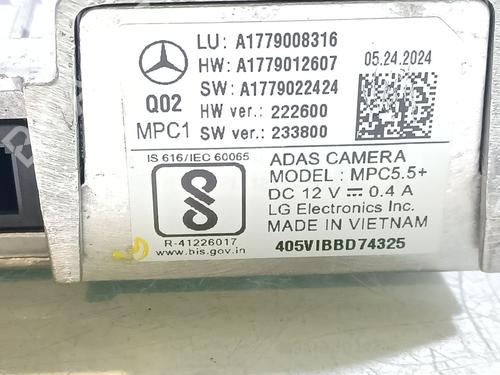 LU: A1779008316
HW: A1779012607
SW: A1779022424
HW ver.: 222600
SW ver.: 233800
05.24.2024
Q02
MPC1
IS 616/IEC 60065
R-41226017
www.bis.gov.in
ADAS CAMERA
MODEL : MPC5.5+
DC 12 V ⎓ 0.4 A
LG Electronics Inc.
MADE IN VIETNAM
405VIBBD74325